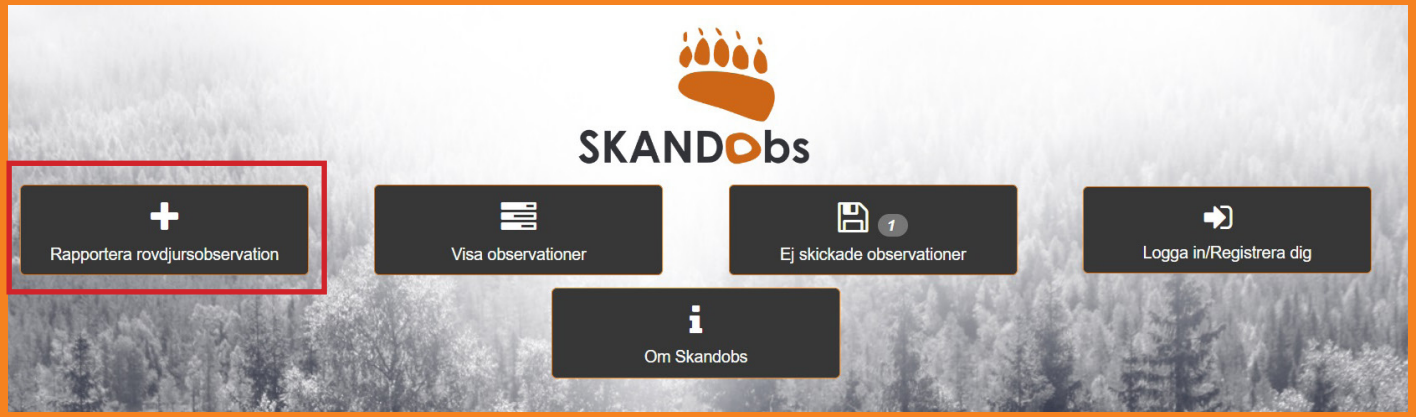 SKANDObs
Rapportera rovdjursobservation
Visa observationer
1
Ej skickade observationer
Logga in/Registrera dig
Om Skandobs